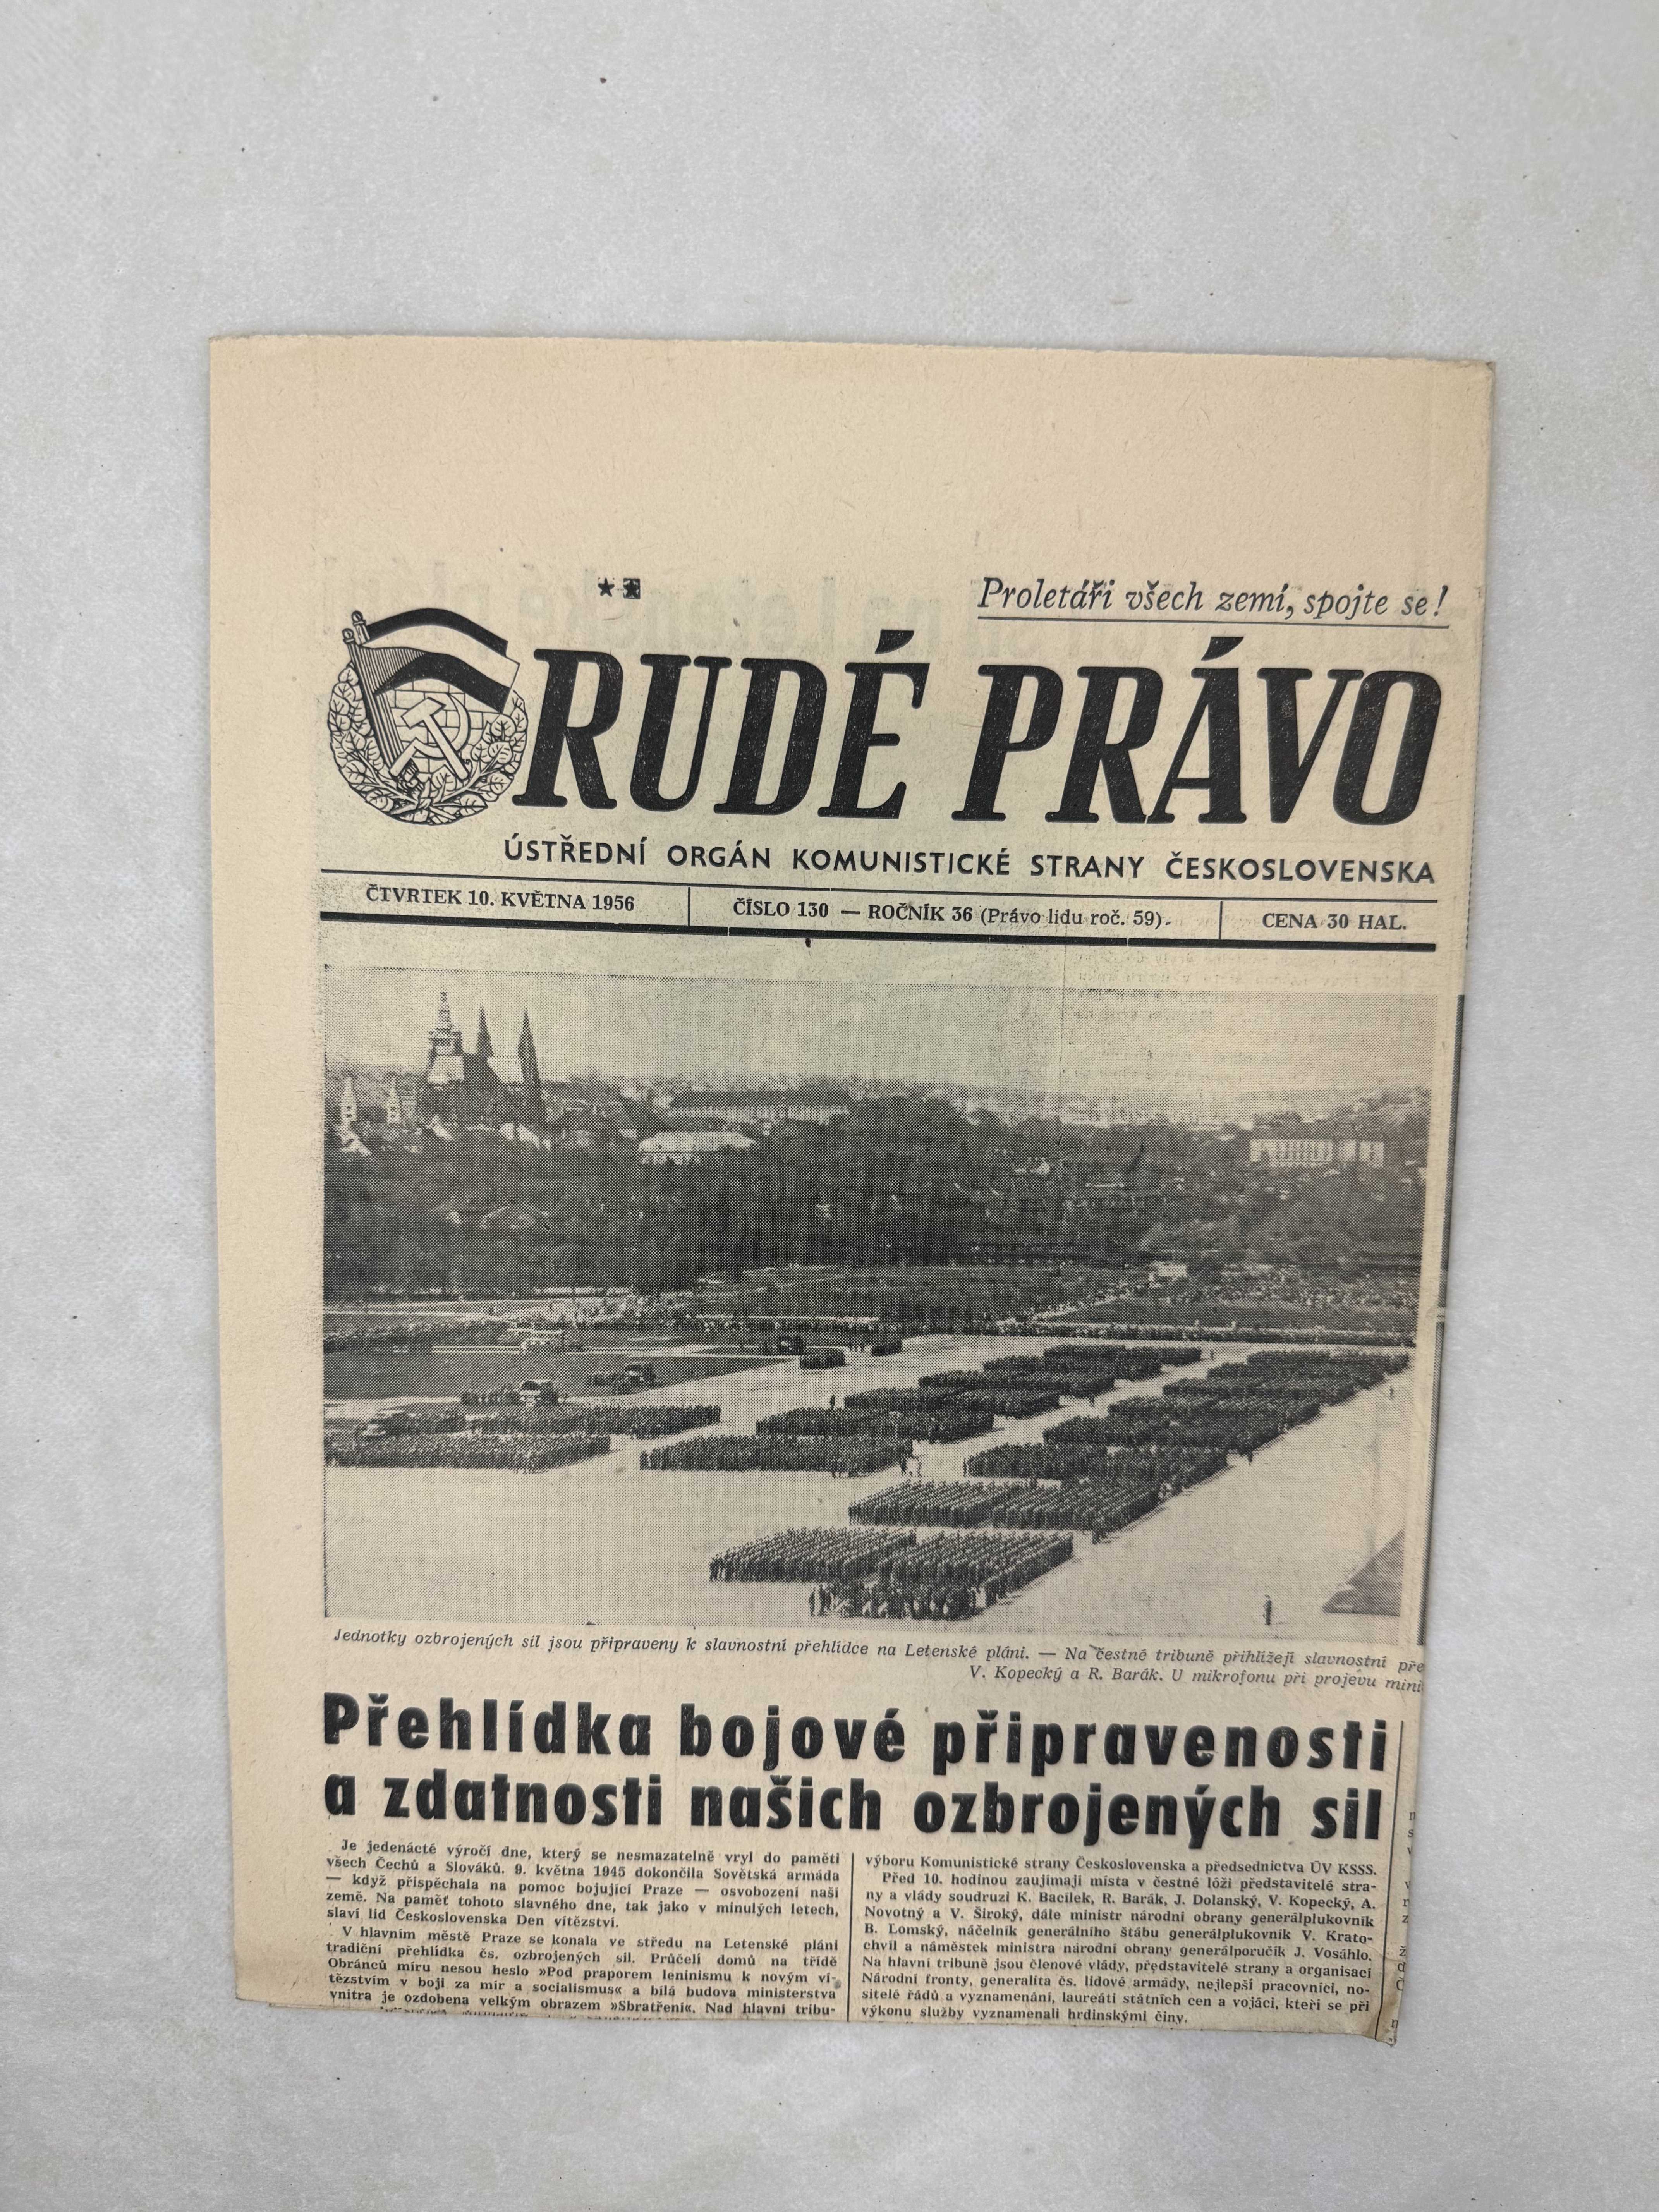 Proletáři všech zemí, spojte se!
RUDÉ PRÁVO
ÚSTŘEDNÍ ORGÁN KOMUNISTICKÉ STRANY ČESKOSLOVENSKA
ČTVRTEK 10. KVĚTNA 1956
ČÍSLO 130 — ROČNÍK 36 (Právo lidu roč. 59).
CENA 30 HAL.
Jednotky ozbrojených sil jsou připraveny k slavnostní přehlídce na Letenské pláni. — Na čestné tribuně přihlížejí slavnostní pře
V. Kopecký a R. Barák. U mikrofonu při projevu mini
Přehlídka bojové připravenosti
a zdatnosti našich ozbrojených sil
Je jedenácté výročí dne, který se nesmazatelně vryl do paměti
všech Čechů a Slováků. 9. května 1945 dokončila Sovětská armáda
— když přispěchala na pomoc bojující Praze — osvobození naší
země. Na paměť tohoto slavného dne, tak jako v minulých letech,
slaví lid Československa Den vítězství.
V hlavním městě Praze se konala ve středu na Letenské pláni
tradiční přehlídka čs. ozbrojených sil. Průčelí domů na třídě
Obránců míru nesou heslo »Pod praporem leninismu k novým ví-
tězstvím v boji za mír a socialismus« a bílá budova ministerstva
vnitra je ozdobena velkým obrazem »Sbratření«. Nad hlavní tribu-
výboru Komunistické strany Československa a předsednictva ÚV KSSS.
Před 10. hodinou zaujímají místa v čestné lóži představitelé stra-
ny a vlády soudruzi K. Bacílek, R. Barák, J. Dolanský, V. Kopecký, A.
Novotný a V. Široký, dále ministr národní obrany generálplukovník
B. Lomský, náčelník generálního štábu generálplukovník V. Krato-
chvíl a náměstek ministra národní obrany generálporučík J. Vosáhlo.
Na hlavní tribuně jsou členové vlády, představitelé strany a organisací
Národní fronty, generalita čs. lidové armády, nejlepší pracovníci, no-
sitelé řádů a vyznamenání, laureáti státních cen a vojáci, kteří se při
výkonu služby vyznamenali hrdinskými činy.